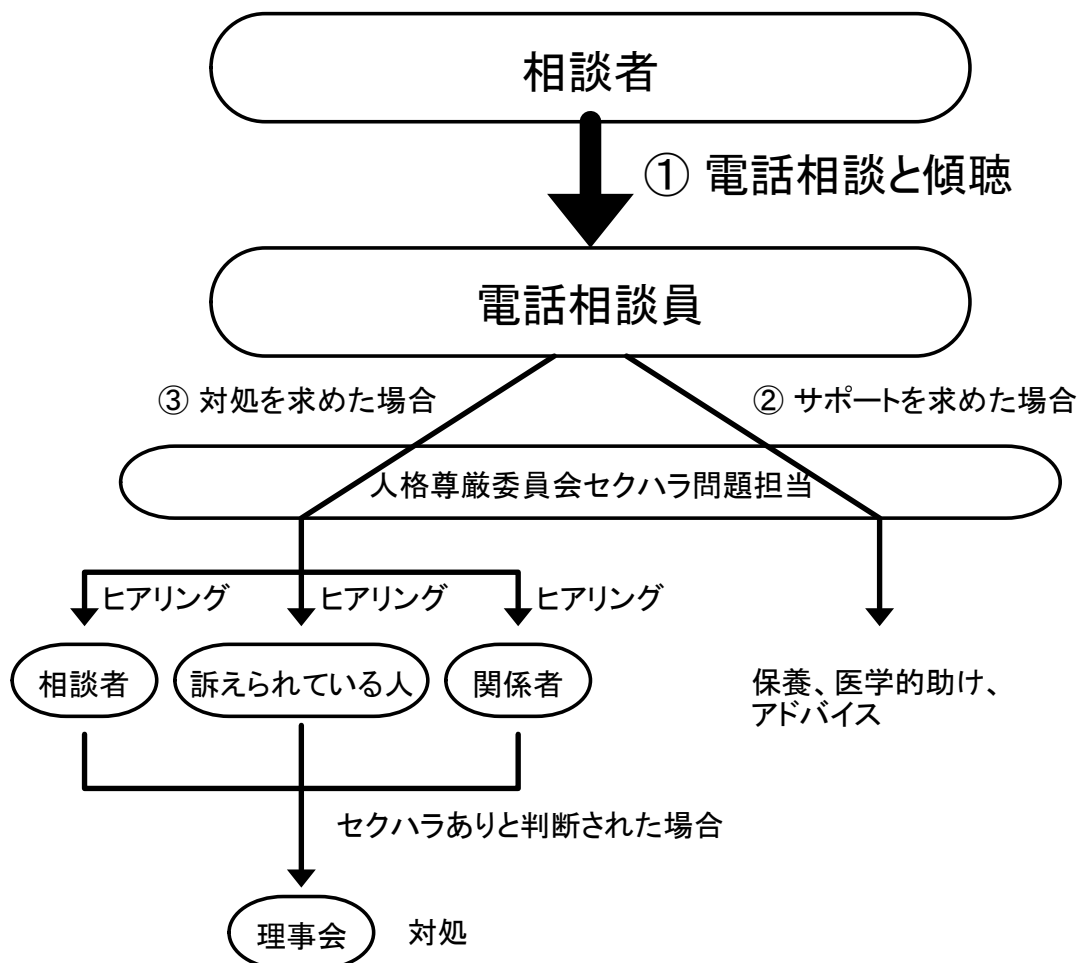 相談者
① 電話相談と傾聴
電話相談員
③ 対処を求めた場合
② サポートを求めた場合
人格尊厳委員会セクハラ問題担当
ヒアリング
ヒアリング
ヒアリング
相談者
訴えられている人
関係者
保養、医学的助け、
アドバイス
セクハラありと判断された場合
理事会
対処